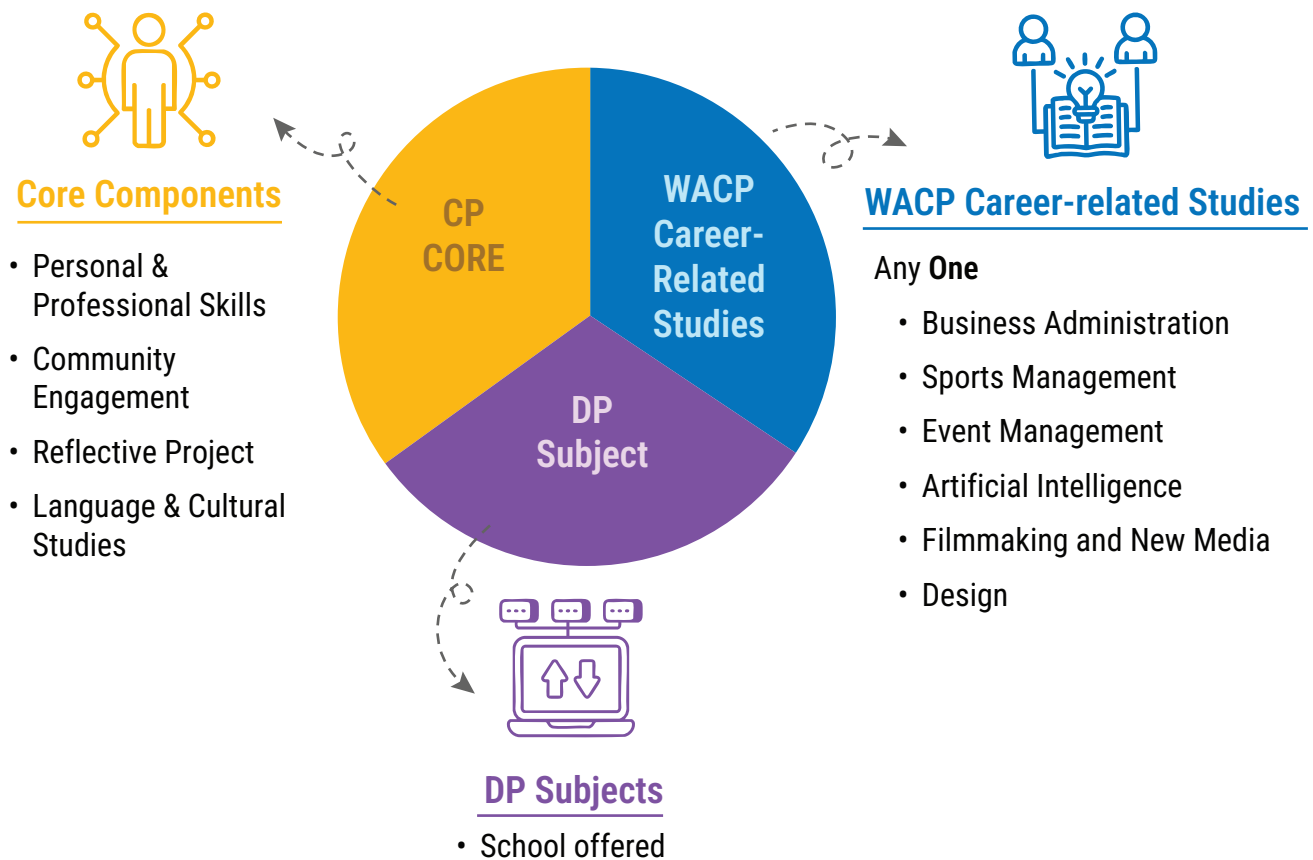 Core Components
• Personal &
Professional Skills
• Community
Engagement
• Reflective Project
• Language & Cultural
Studies
CP
CORE
WACP
Career-
Related
Studies
DP
Subject
WACP Career-related Studies
Any One
• Business Administration
• Sports Management
• Event Management
• Artificial Intelligence
• Filmmaking and New Media
• Design
DP Subjects
• School offered